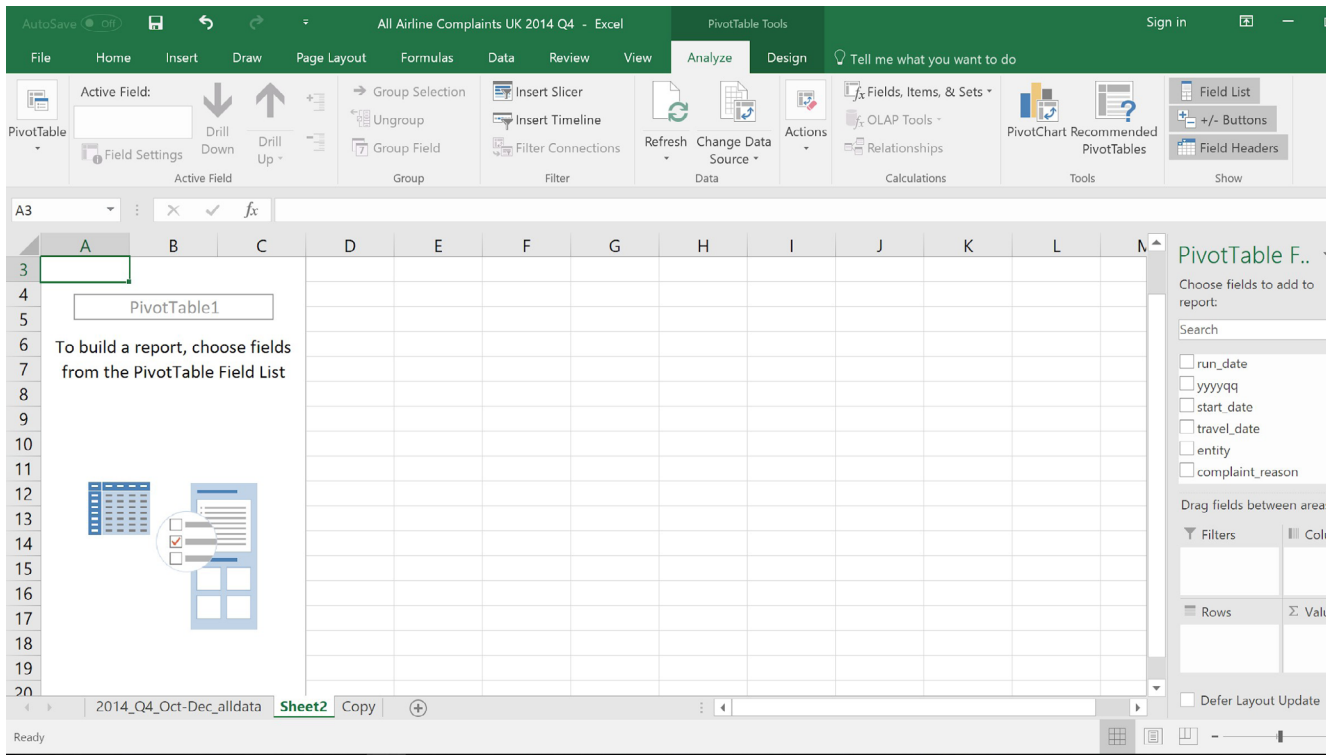 AutoSave Off
All Airline Complaints UK 2014 Q4 - Excel
PivotTable Tools
Sign in
File Home Insert Draw Page Layout Formulas Data Review View Analyze Design Tell me what you want to do
PivotTable
Active Field:
Field Settings
Drill Down
Drill Up
Active Field
Group Selection
Ungroup
Group Field
Group
Insert Slicer
Insert Timeline
Filter Connections
Filter
Refresh
Change Data Source
Data
Actions
Fields, Items, & Sets
OLAP Tools
Relationships
Calculations
PivotChart
Recommended PivotTables
Tools
Field List
+/- Buttons
Field Headers
Show
A3
fx
A B C D E F G H I J K L
3
4
5
6
7
8
9
10
11
12
13
14
15
16
17
18
19
20
PivotTable1
To build a report, choose fields
from the PivotTable Field List
PivotTable F..
Choose fields to add to
report:
Search
run_date
yyyyqq
start_date
travel_date
entity
complaint_reason
Drag fields between area
Filters
Colu
Rows
Σ Valu
Defer Layout Update
2014_Q4_Oct-Dec_alldata Sheet2 Copy
Ready